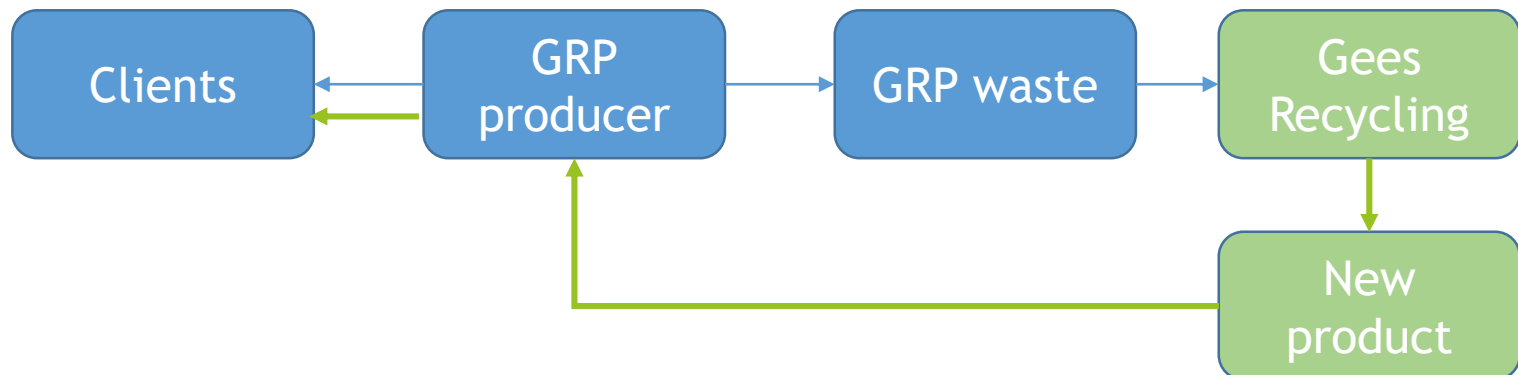 Clients
GRP
producer
GRP waste
Gees
Recycling
New
product